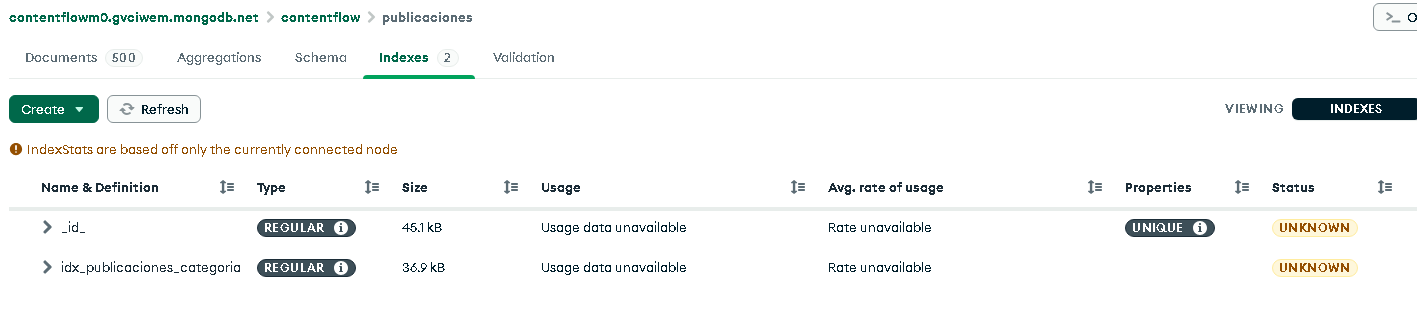 contentflowm0.gvciwem.mongodb.net > contentflow > publicaciones
Documents 500 Aggregations Schema Indexes 2 Validation
Create Refresh VIEWING INDEXES
IndexStats are based off only the currently connected node
Name & Definition Type Size Usage Avg. rate of usage Properties Status
_id_ REGULAR 45.1 kB Usage data unavailable Rate unavailable UNIQUE UNKNOWN
idx_publicaciones_categoria REGULAR 36.9 kB Usage data unavailable Rate unavailable UNKNOWN